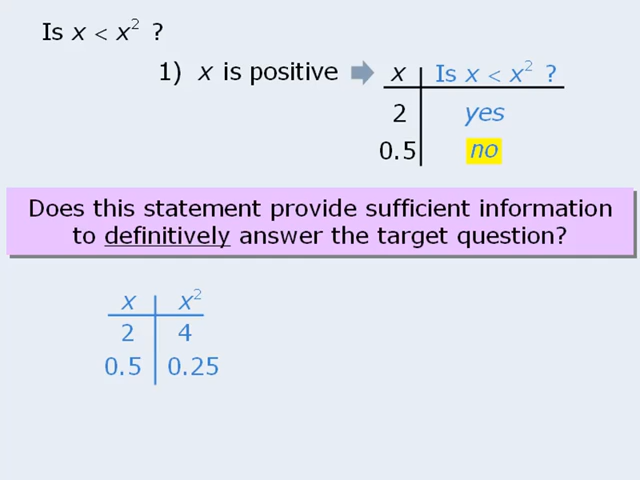 Is x < x² ?
1) x is positive
x Is x < x² ?
2 yes
0.5 no
Does this statement provide sufficient information
to definitively answer the target question?
x x²
2 4
0.5 0.25